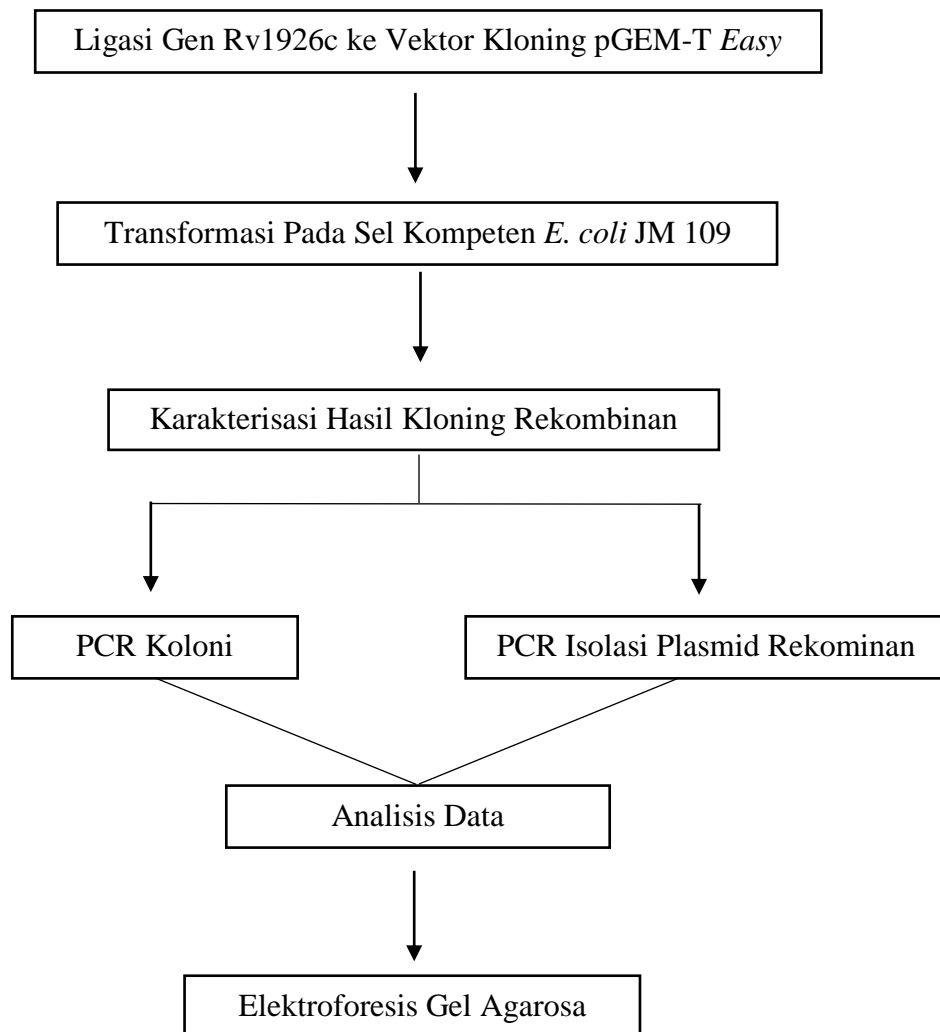 Ligasi Gen Rv1926c ke Vektor Kloning pGEM-T Easy
Transformasi Pada Sel Kompeten E. coli JM 109
Karakterisasi Hasil Kloning Rekombinan
PCR Koloni
PCR Isolasi Plasmid Rekominan
Analisis Data
Elektroforesis Gel Agarosa